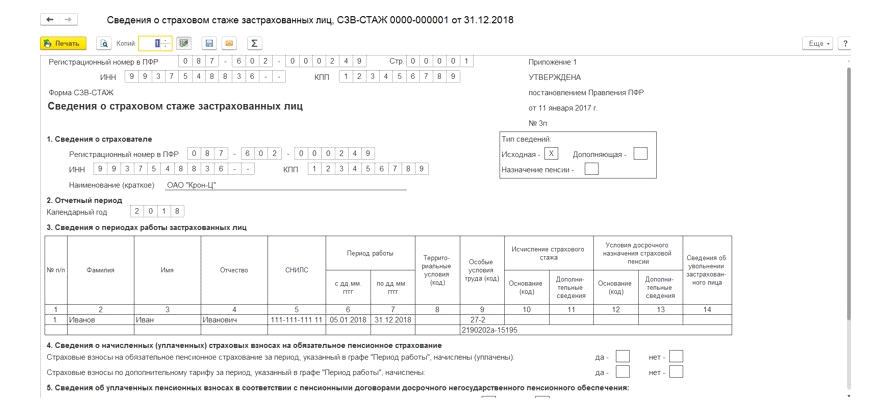 ← → Сведения о страховом стаже застрахованных лиц, СЗВ-СТАЖ 0000-000001 от 31.12.2018
Печать Копий: 1 Σ Еще ?
Регистрационный номер в ПФР 0 8 7 - 6 0 2 - 0 0 0 2 4 9 Стр. 0 0 0 0 1
Приложение 1
ИНН 9 9 3 7 5 4 8 8 3 6 - - КПП 1 2 3 4 5 6 7 8 9
УТВЕРЖДЕНА
Форма СЗВ-СТАЖ
постановлением Правления ПФР
Сведения о страховом стаже застрахованных лиц
от 11 января 2017 г.
№ 3п
1. Сведения о страхователе
Тип сведений:
Регистрационный номер в ПФР 0 8 7 - 6 0 2 - 0 0 0 2 4 9
Исходная - X Дополняющая -
ИНН 9 9 3 7 5 4 8 8 3 6 - - КПП 1 2 3 4 5 6 7 8 9
Назначение пенсии -
Наименование (краткое) ОАО "Крон-Ц"
2. Отчетный период
Календарный год 2 0 1 8
3. Сведения о периодах работы застрахованных лиц
№ п/п
Фамилия
Имя
Отчество
СНИЛС
Период работы
с дд.мм.
гггг
по дд.мм.
гггг
Террито-
риальные
условия
(код)
Особые
условия
труда (код)
Исчисление страхового
стажа
Основание
(код)
Дополни-
тельные
сведения
Условия досрочного
назначения страховой
пенсии
Основание
(код)
Дополни-
тельные
сведения
Сведения об
увольнении
застрахован-
ного лица
1 2 3 4 5 6 7 8 9 10 11 12 13 14
1 Иванов Иван Иванович 111-111-111 11 05.01.2018 31.12.2018 27-2
2190202а-15195
4. Сведения о начисленных (уплаченных) страховых взносах на обязательное пенсионное страхование
Страховые взносы на обязательное пенсионное страхование за период, указанный в графе "Период работы", начислены (уплачены): да - нет -
Страховые взносы по дополнительному тарифу за период, указанный в графе "Период работы", начислены: да - нет -
5. Сведения об уплаченных пенсионных взносах в соответствии с пенсионными договорами досрочного негосударственного пенсионного обеспечения: